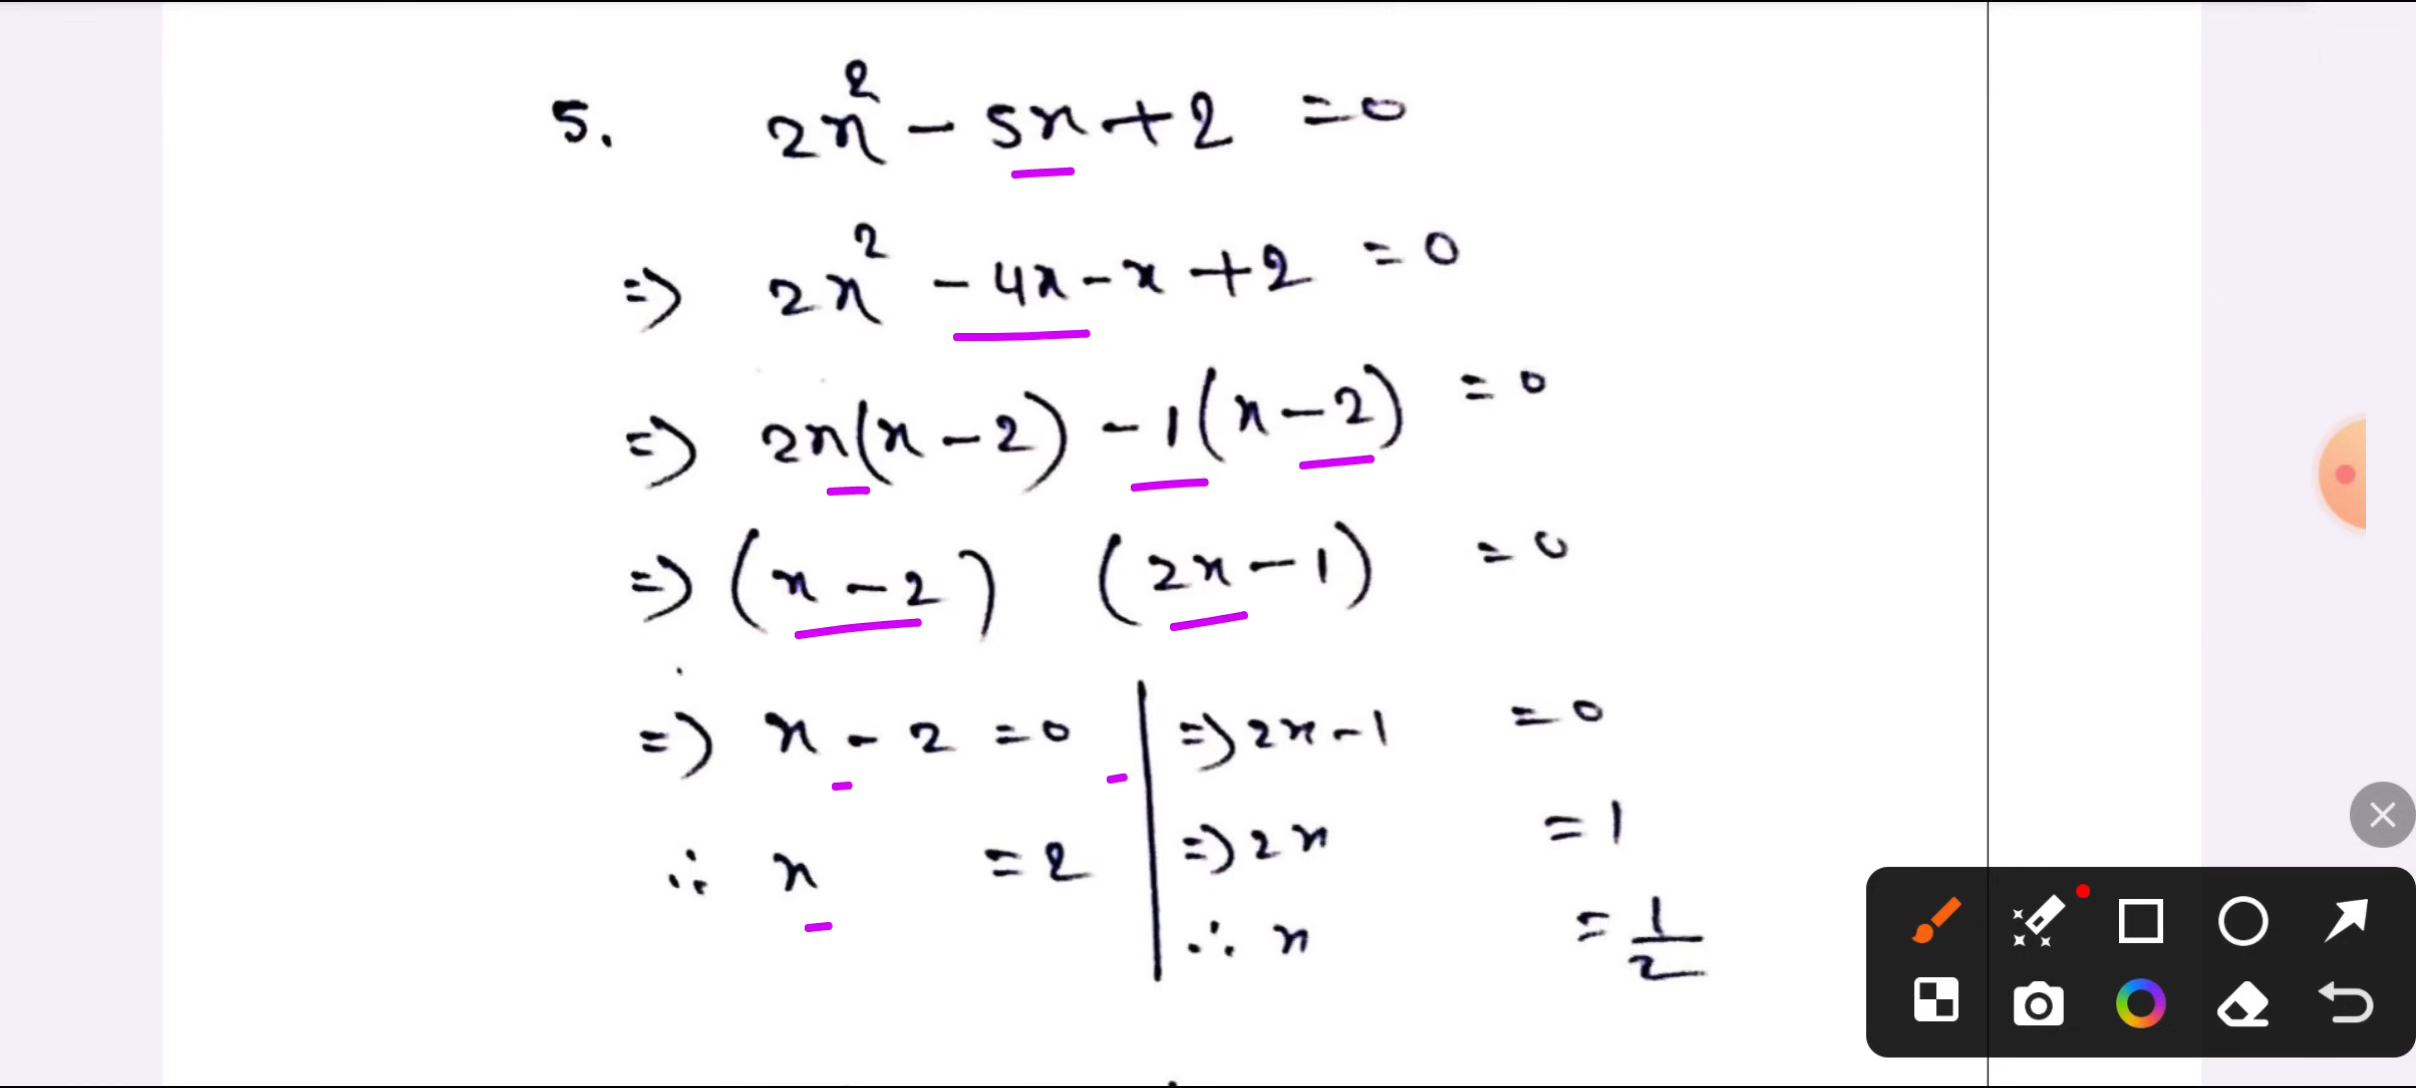 5. 2x² - 5x + 2 = 0
=> 2x² - 4x - x + 2 = 0
=> 2x(x - 2) - 1(x - 2) = 0
=> (x - 2) (2x - 1) = 0
=> x - 2 = 0 | => 2x - 1 = 0
∴ x = 2 | => 2x = 1
∴ x = 1/2